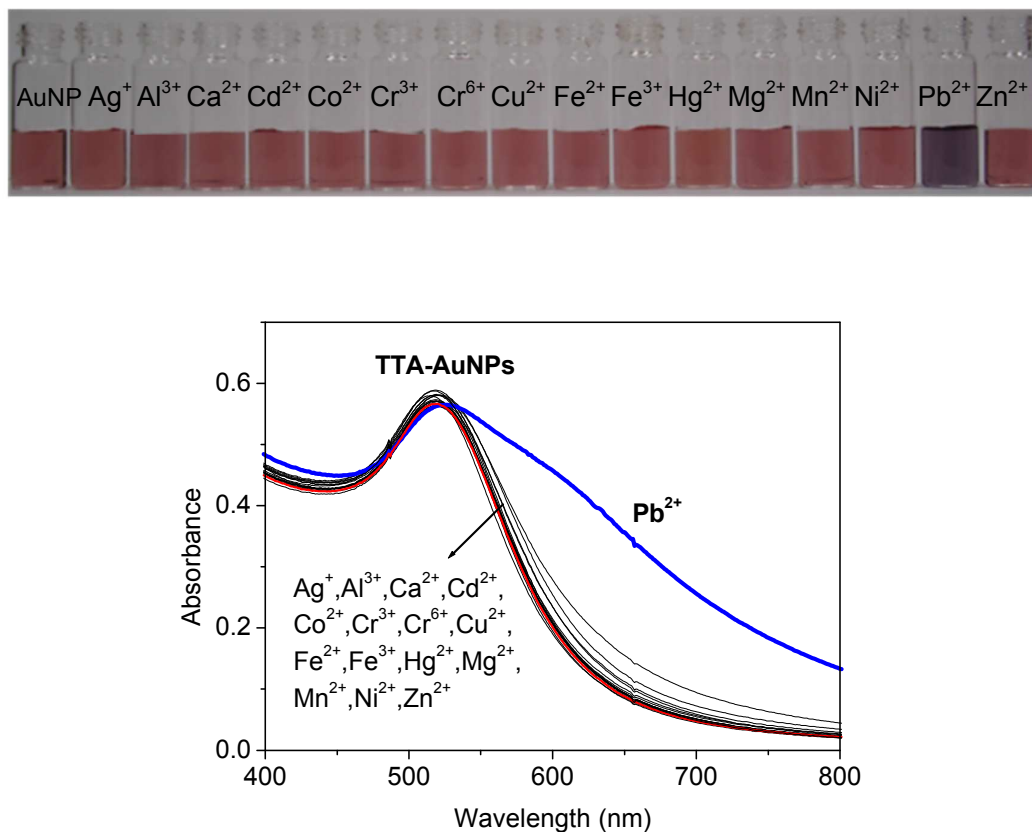 AuNP Ag⁺ Al³⁺ Ca²⁺ Cd²⁺ Co²⁺ Cr³⁺ Cr⁶⁺ Cu²⁺ Fe²⁺ Fe³⁺ Hg²⁺ Mg²⁺ Mn²⁺ Ni²⁺ Pb²⁺ Zn²⁺
TTA-AuNPs
0.6
0.4
0.2
0.0
Absorbance
Pb²⁺
Ag⁺,Al³⁺,Ca²⁺,Cd²⁺,
Co²⁺,Cr³⁺,Cr⁶⁺,Cu²⁺,
Fe²⁺,Fe³⁺,Hg²⁺,Mg²⁺,
Mn²⁺,Ni²⁺,Zn²⁺
400 500 600 700 800
Wavelength (nm)